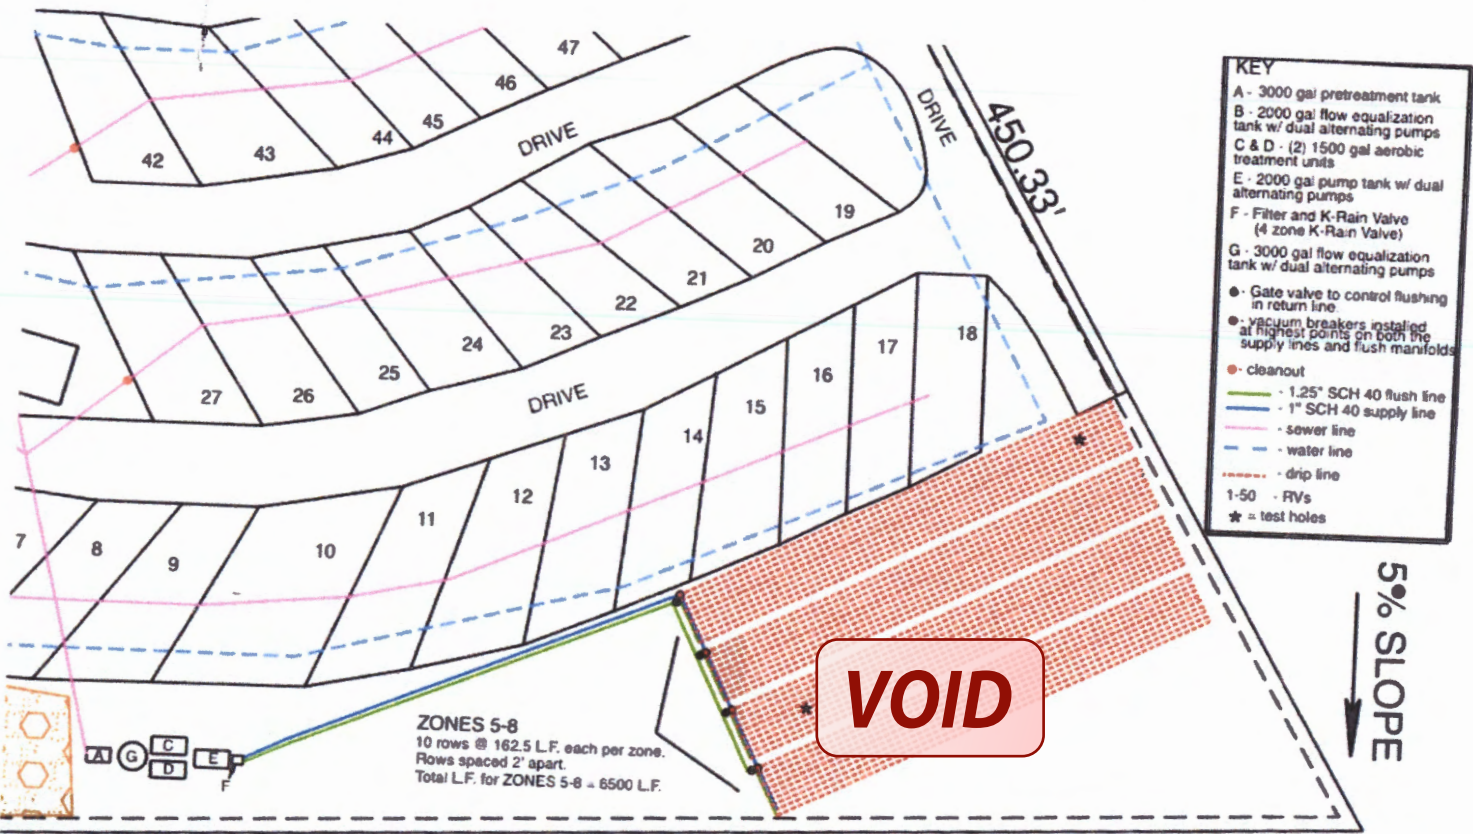 47
46
45
44
43
42
DRIVE
DRIVE
450.33'
19
20
21
22
23
24
25
26
27
DRIVE
18
17
16
15
14
13
12
11
10
9
8
7
KEY
A - 3000 gal pretreatment tank
B - 2000 gal flow equalization
tank w/ dual alternating pumps
C & D - (2) 1500 gal aerobic
treatment units
E - 2000 gal pump tank w/ dual
alternating pumps
F - Filter and K-Rain Valve
(4 zone K-Rain Valve)
G - 3000 gal flow equalization
tank w/ dual alternating pumps
- Gate valve to control flushing
in return line.
- vacuum breakers installed
at highest points on both the
supply lines and flush manifolds
- cleanout
- 1.25" SCH 40 flush line
- 1" SCH 40 supply line
- sewer line
- water line
- drip line
1-50 - RVs
* = test holes
5% SLOPE
ZONES 5-8
10 rows @ 162.5 L.F. each per zone.
Rows spaced 2' apart.
Total L.F. for ZONES 5-8 = 6500 L.F.
VOID
A
G
C
D
E
F